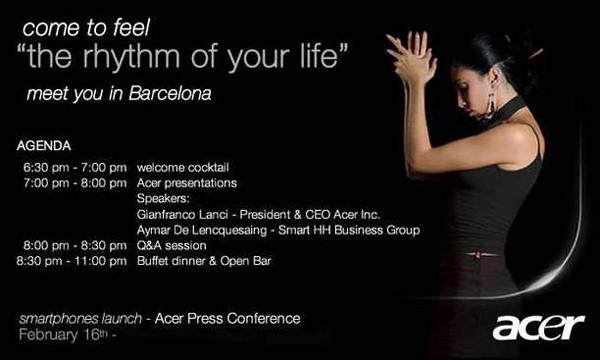 come to feel
"the rhythm of your life"
meet you in Barcelona
AGENDA
6:30 pm - 7:00 pm welcome cocktail
7:00 pm - 8:00 pm Acer presentations
Speakers:
Gianfranco Lanci - President & CEO Acer Inc.
Aymar De Lencquesaing - Smart HH Business Group
8:00 pm - 8:30 pm Q&A session
8:30 pm - 11:00 pm Buffet dinner & Open Bar
smartphones launch - Acer Press Conference
February 16th -
acer